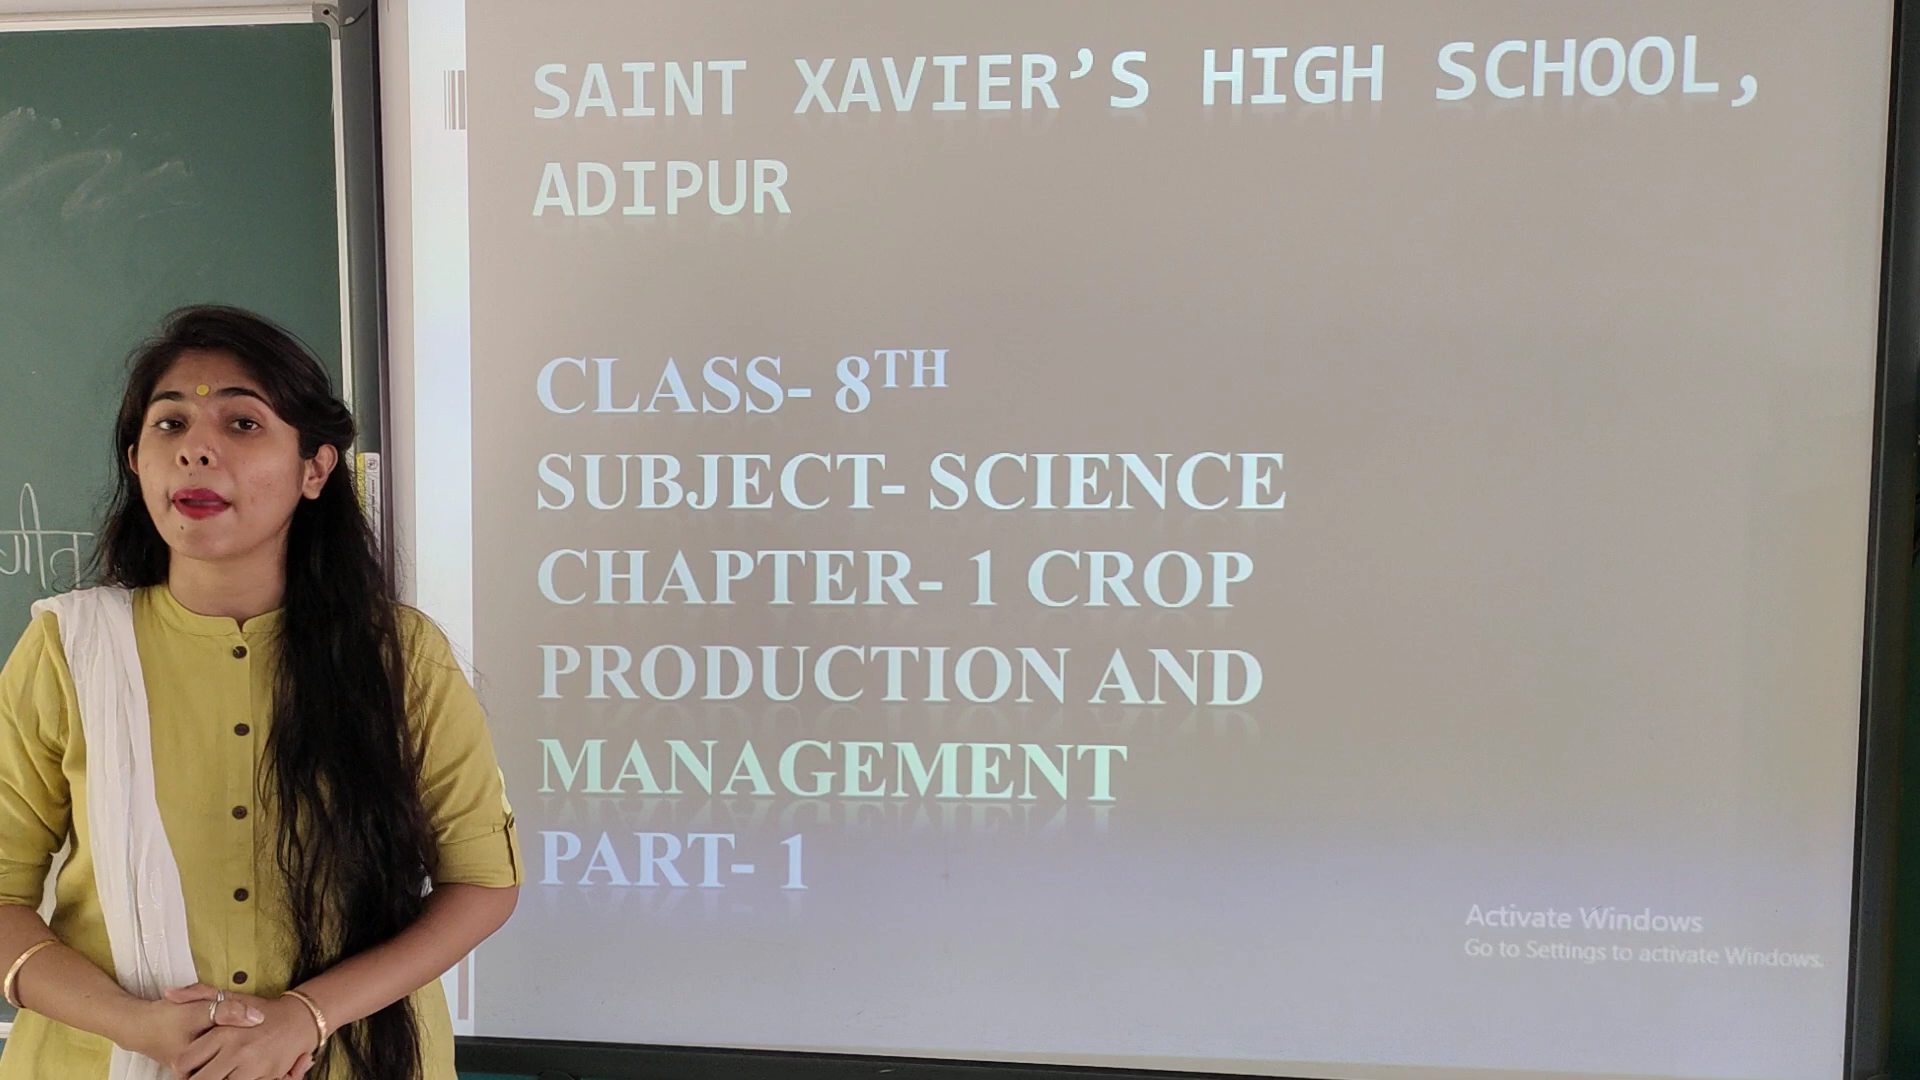 SAINT XAVIER’S HIGH SCHOOL,
ADIPUR
CLASS- 8TH
SUBJECT- SCIENCE
CHAPTER- 1 CROP
PRODUCTION AND
MANAGEMENT
PART- 1
Activate Windows
Go to Settings to activate Windows.